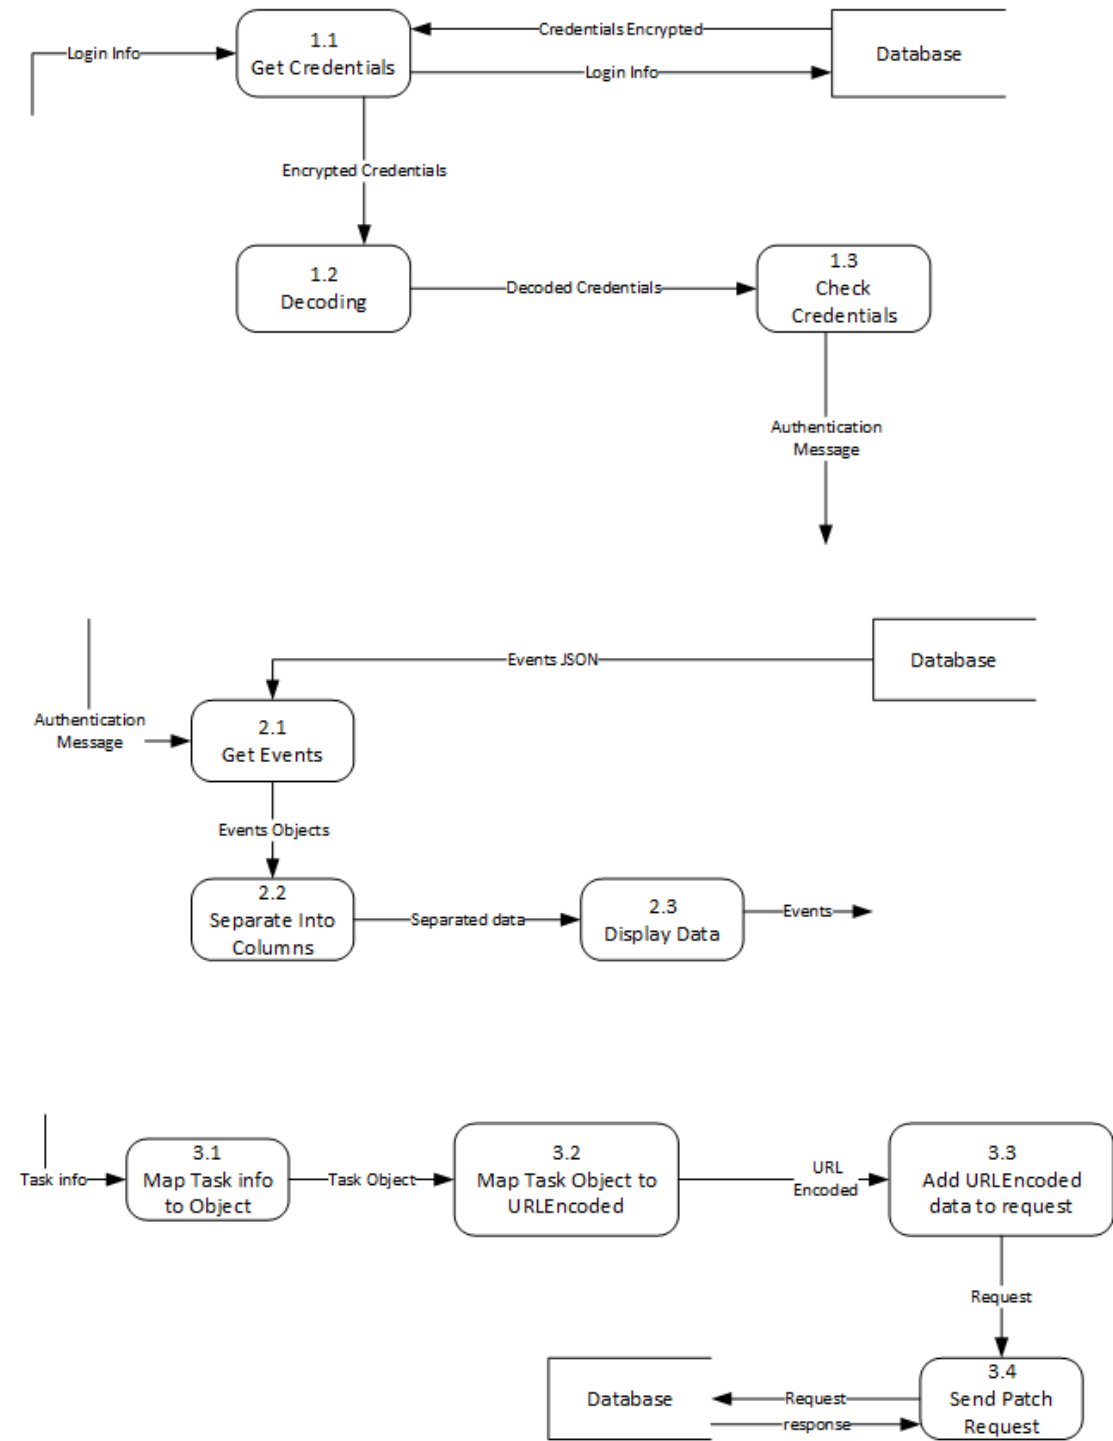 1.1
Get Credentials
Login Info
Credentials Encrypted
Login Info
Database
Encrypted Credentials
1.2
Decoding
Decoded Credentials
1.3
Check
Credentials
Authentication
Message
Events JSON
Database
Authentication
Message
2.1
Get Events
Events Objects
2.2
Separate Into
Columns
Separated data
2.3
Display Data
Events
Task info
3.1
Map Task info
to Object
Task Object
3.2
Map Task Object to
URLEncoded
URL
Encoded
3.3
Add URLEncoded
data to request
Request
Database
Request
response
3.4
Send Patch
Request